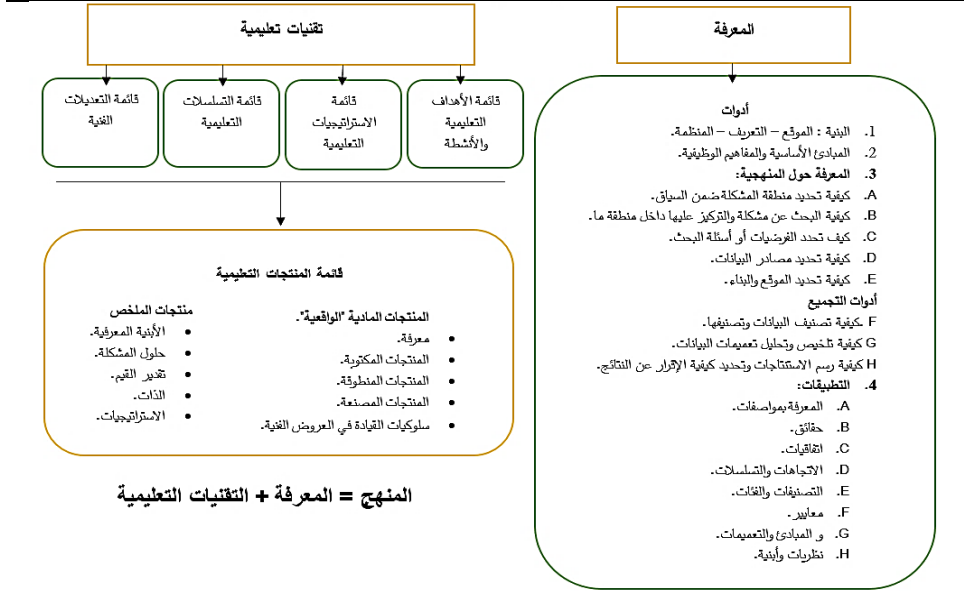 المعرفة
أدوات
1. البنية : الموقع – التعريف – المنظمة.
2. المبادئ الأساسية والمفاهيم الوظيفية.
3. المعرفة حول المنهجية:
A. كيفية تحديد منطقة المشكلة ضمن السياق.
B. كيفية البحث عن مشكلة والتركيز عليها داخل منطقة ما.
C. كيف تحدد الفرضيات أو أسئلة البحث.
D. كيفية تحديد مصادر البيانات.
E. كيفية تحديد الموقع والبناء.
أدوات التجميع
F .كيفية تصنيف البيانات وتصنيفها.
G كيفية تلخيص وتحليل تعميمات البيانات.
H كيفية رسم الاستنتاجات وتحديد كيفية الإقرار عن النتائج.
4. التطبيقات:
A. المعرفة بمواصفات.
B. حقائق.
C. اتفاقيات.
D. الاتجاهات والتسلسلات.
E. التصنيفات والفئات.
F. معايير.
G. و المبادئ والتعميمات.
H. نظريات وأبنية.
تقنيات تعليمية
قائمة الأهداف
التعليمية
والأنشطة
قائمة
الاستراتيجيات
التعليمية
قائمة التسلسلات
التعليمية
قائمة التعديلات
الفنية
قائمة المنتجات التعليمية
المنتجات المادية "الواقعية".
• معرفة.
• المنتجات المكتوبة.
• المنتجات المنطوقة.
• المنتجات المصنعة.
• سلوكيات القيادة في العروض الفنية.
منتجات الملخص
• الأبنية المعرفية.
• حلول المشكلة.
• تقدير القيم.
• الذات.
• الاستراتيجيات.
المنهج = المعرفة + التقنيات التعليمية